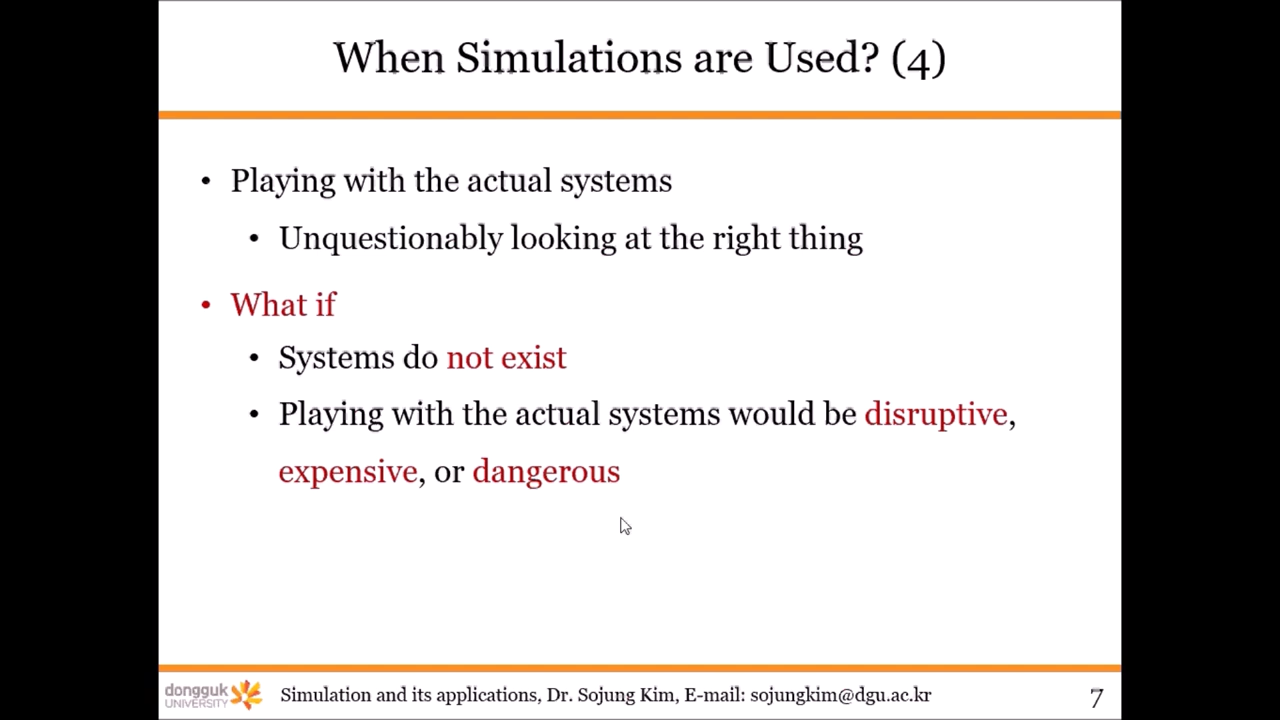 When Simulations are Used? (4)
• Playing with the actual systems
• Unquestionably looking at the right thing
• What if
• Systems do not exist
• Playing with the actual systems would be disruptive,
expensive, or dangerous
dongguk
UNIVERSITY
Simulation and its applications, Dr. Sojung Kim, E-mail: sojungkim@dgu.ac.kr
7